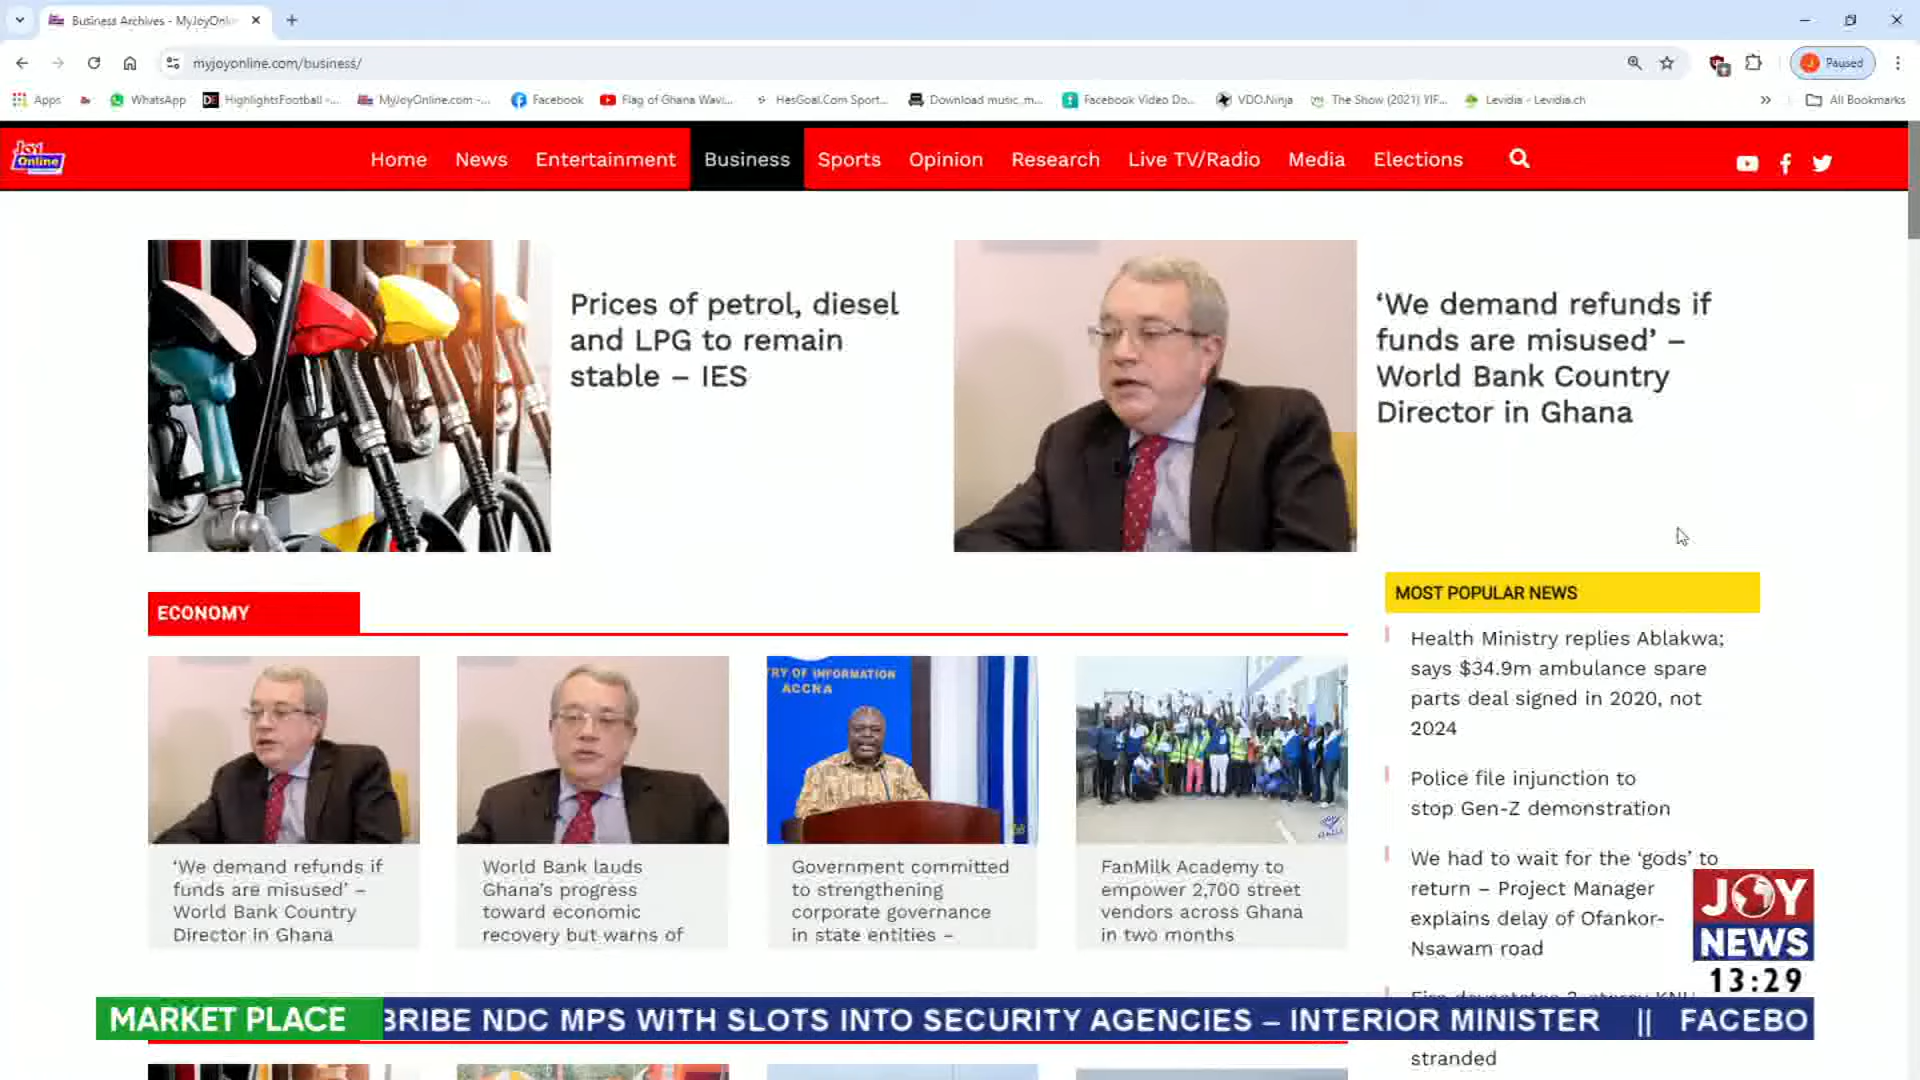 Business Archives - MyJoyOnli
myjoyonline.com/business/
Paused
Apps
WhatsApp
HighlightsFootball -...
MyJoyOnline.com -...
Facebook
Flag of Ghana Wavi...
HesGoal.Com Sport...
Download music, m...
Facebook Video Do...
VDO.Ninja
The Show (2021) YIF...
Levidia - Levidia.ch
All Bookmarks
JOY
Online
Home
News
Entertainment
Business
Sports
Opinion
Research
Live TV/Radio
Media
Elections
Prices of petrol, diesel
and LPG to remain
stable – IES
‘We demand refunds if
funds are misused’ –
World Bank Country
Director in Ghana
ECONOMY
RY OF INFORMATION
ACCRA
‘We demand refunds if
funds are misused’ –
World Bank Country
Director in Ghana
World Bank lauds
Ghana’s progress
toward economic
recovery but warns of
Government committed
to strengthening
corporate governance
in state entities –
FanMilk Academy to
empower 2,700 street
vendors across Ghana
in two months
MOST POPULAR NEWS
Health Ministry replies Ablakwa;
says $34.9m ambulance spare
parts deal signed in 2020, not
2024
Police file injunction to
stop Gen-Z demonstration
We had to wait for the ‘gods’ to
return – Project Manager
explains delay of Ofankor-
Nsawam road
stranded
JOY
NEWS
13:29
MARKET PLACE
BRIBE NDC MPS WITH SLOTS INTO SECURITY AGENCIES – INTERIOR MINISTER || FACEBO